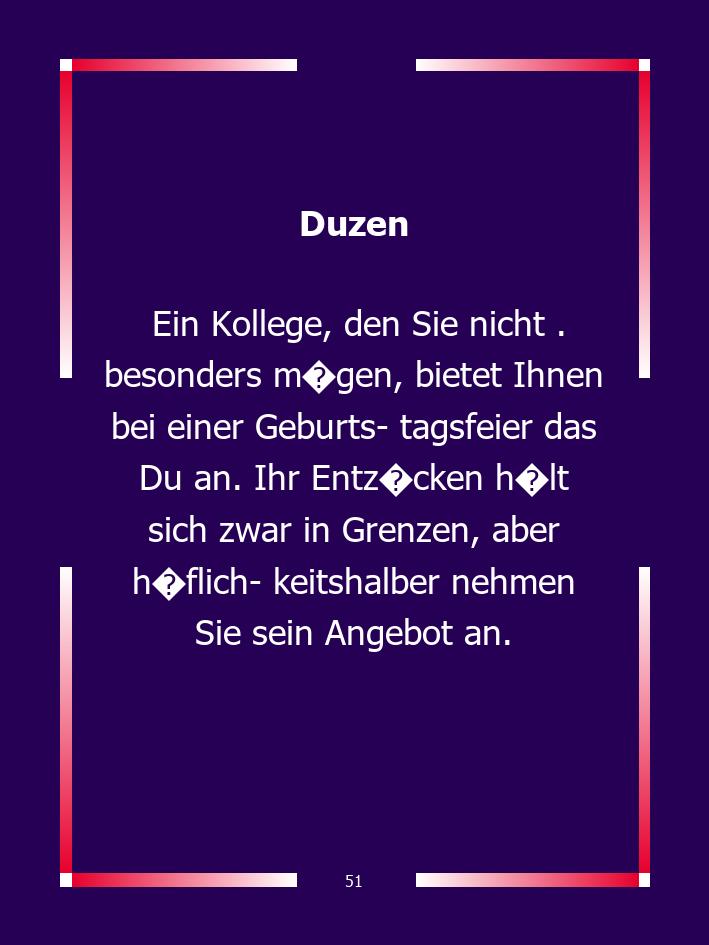 Duzen
Ein Kollege, den Sie nicht .
besonders m�gen, bietet Ihnen
bei einer Geburts- tagsfeier das
Du an. Ihr Entz�cken h�lt
sich zwar in Grenzen, aber
h�flich- keitshalber nehmen
Sie sein Angebot an.
51